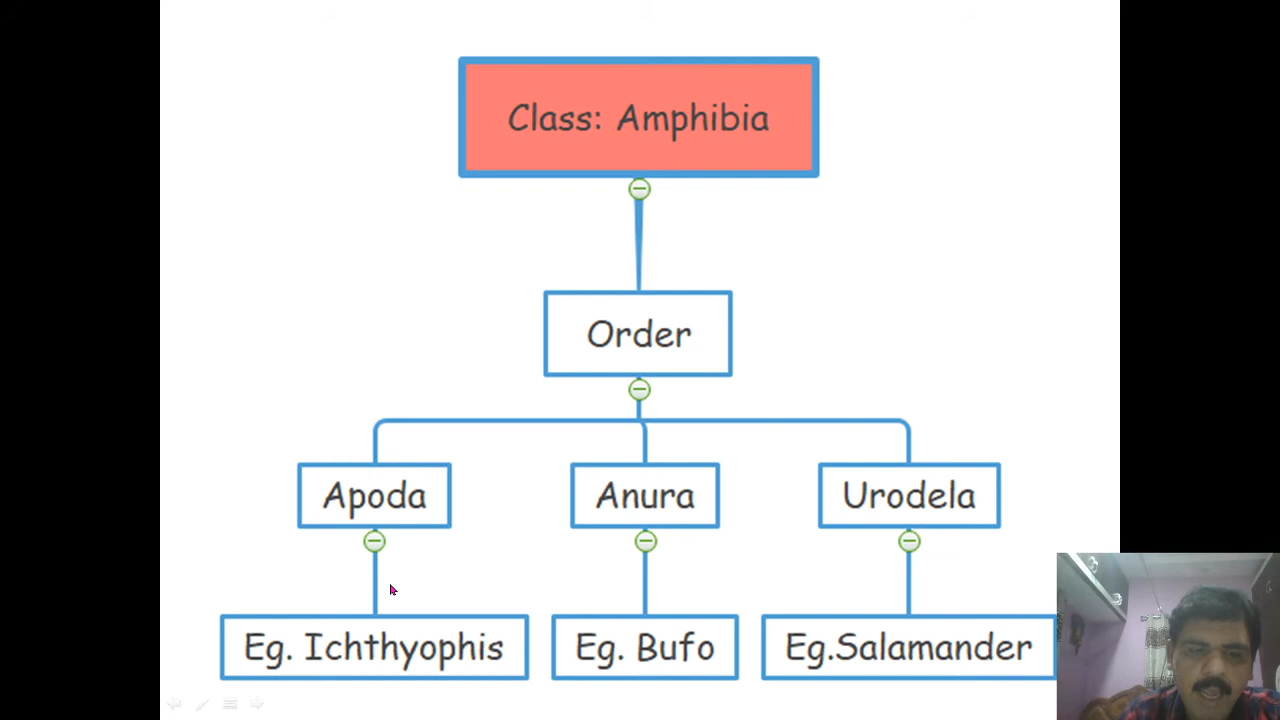 Class: Amphibia
Order
Apoda
Anura
Urodela
Eg. Ichthyophis
Eg. Bufo
Eg.Salamander